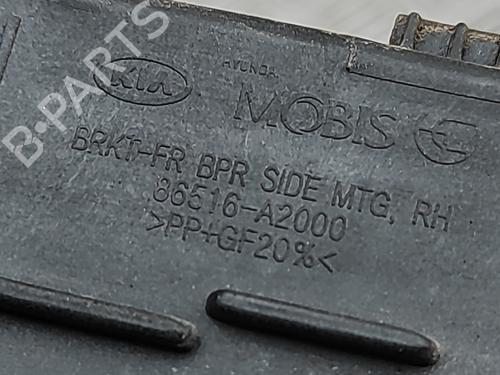 B-PARTS
KIA
HYUNDAI
MOBIS
BRKT-FR BPR SIDE MTG, RH
86516-A2000
>PP+GF20%<